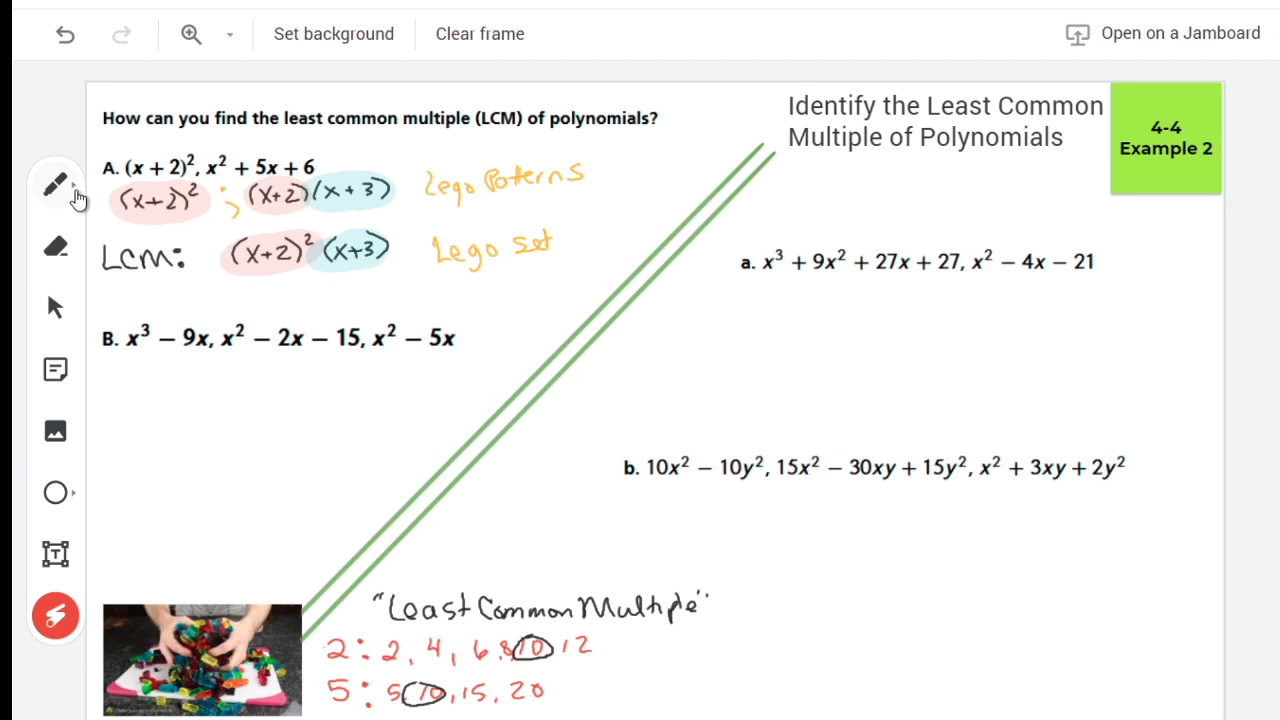 Set background
Clear frame
Open on a Jamboard
How can you find the least common multiple (LCM) of polynomials?
Identify the Least Common
Multiple of Polynomials
4-4
Example 2
A. (x + 2)², x² + 5x + 6
(x+2)² ; (x+2)(x+3)
Lego Patterns
LCM: (x+2)² (x+3)
Lego set
a. x³ + 9x² + 27x + 27, x² − 4x − 21
B. x³ − 9x, x² − 2x − 15, x² − 5x
b. 10x² − 10y², 15x² − 30xy + 15y², x² + 3xy + 2y²
"Least Common Multiple"
2: 2, 4, 6, 8, 10, 12
5: 5, 10, 15, 20